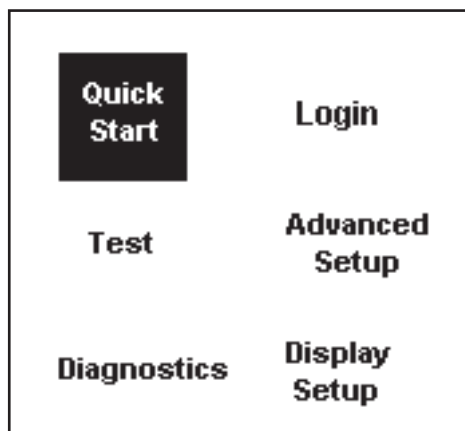 Quick
Start
Login
Test
Advanced
Setup
Diagnostics
Display
Setup